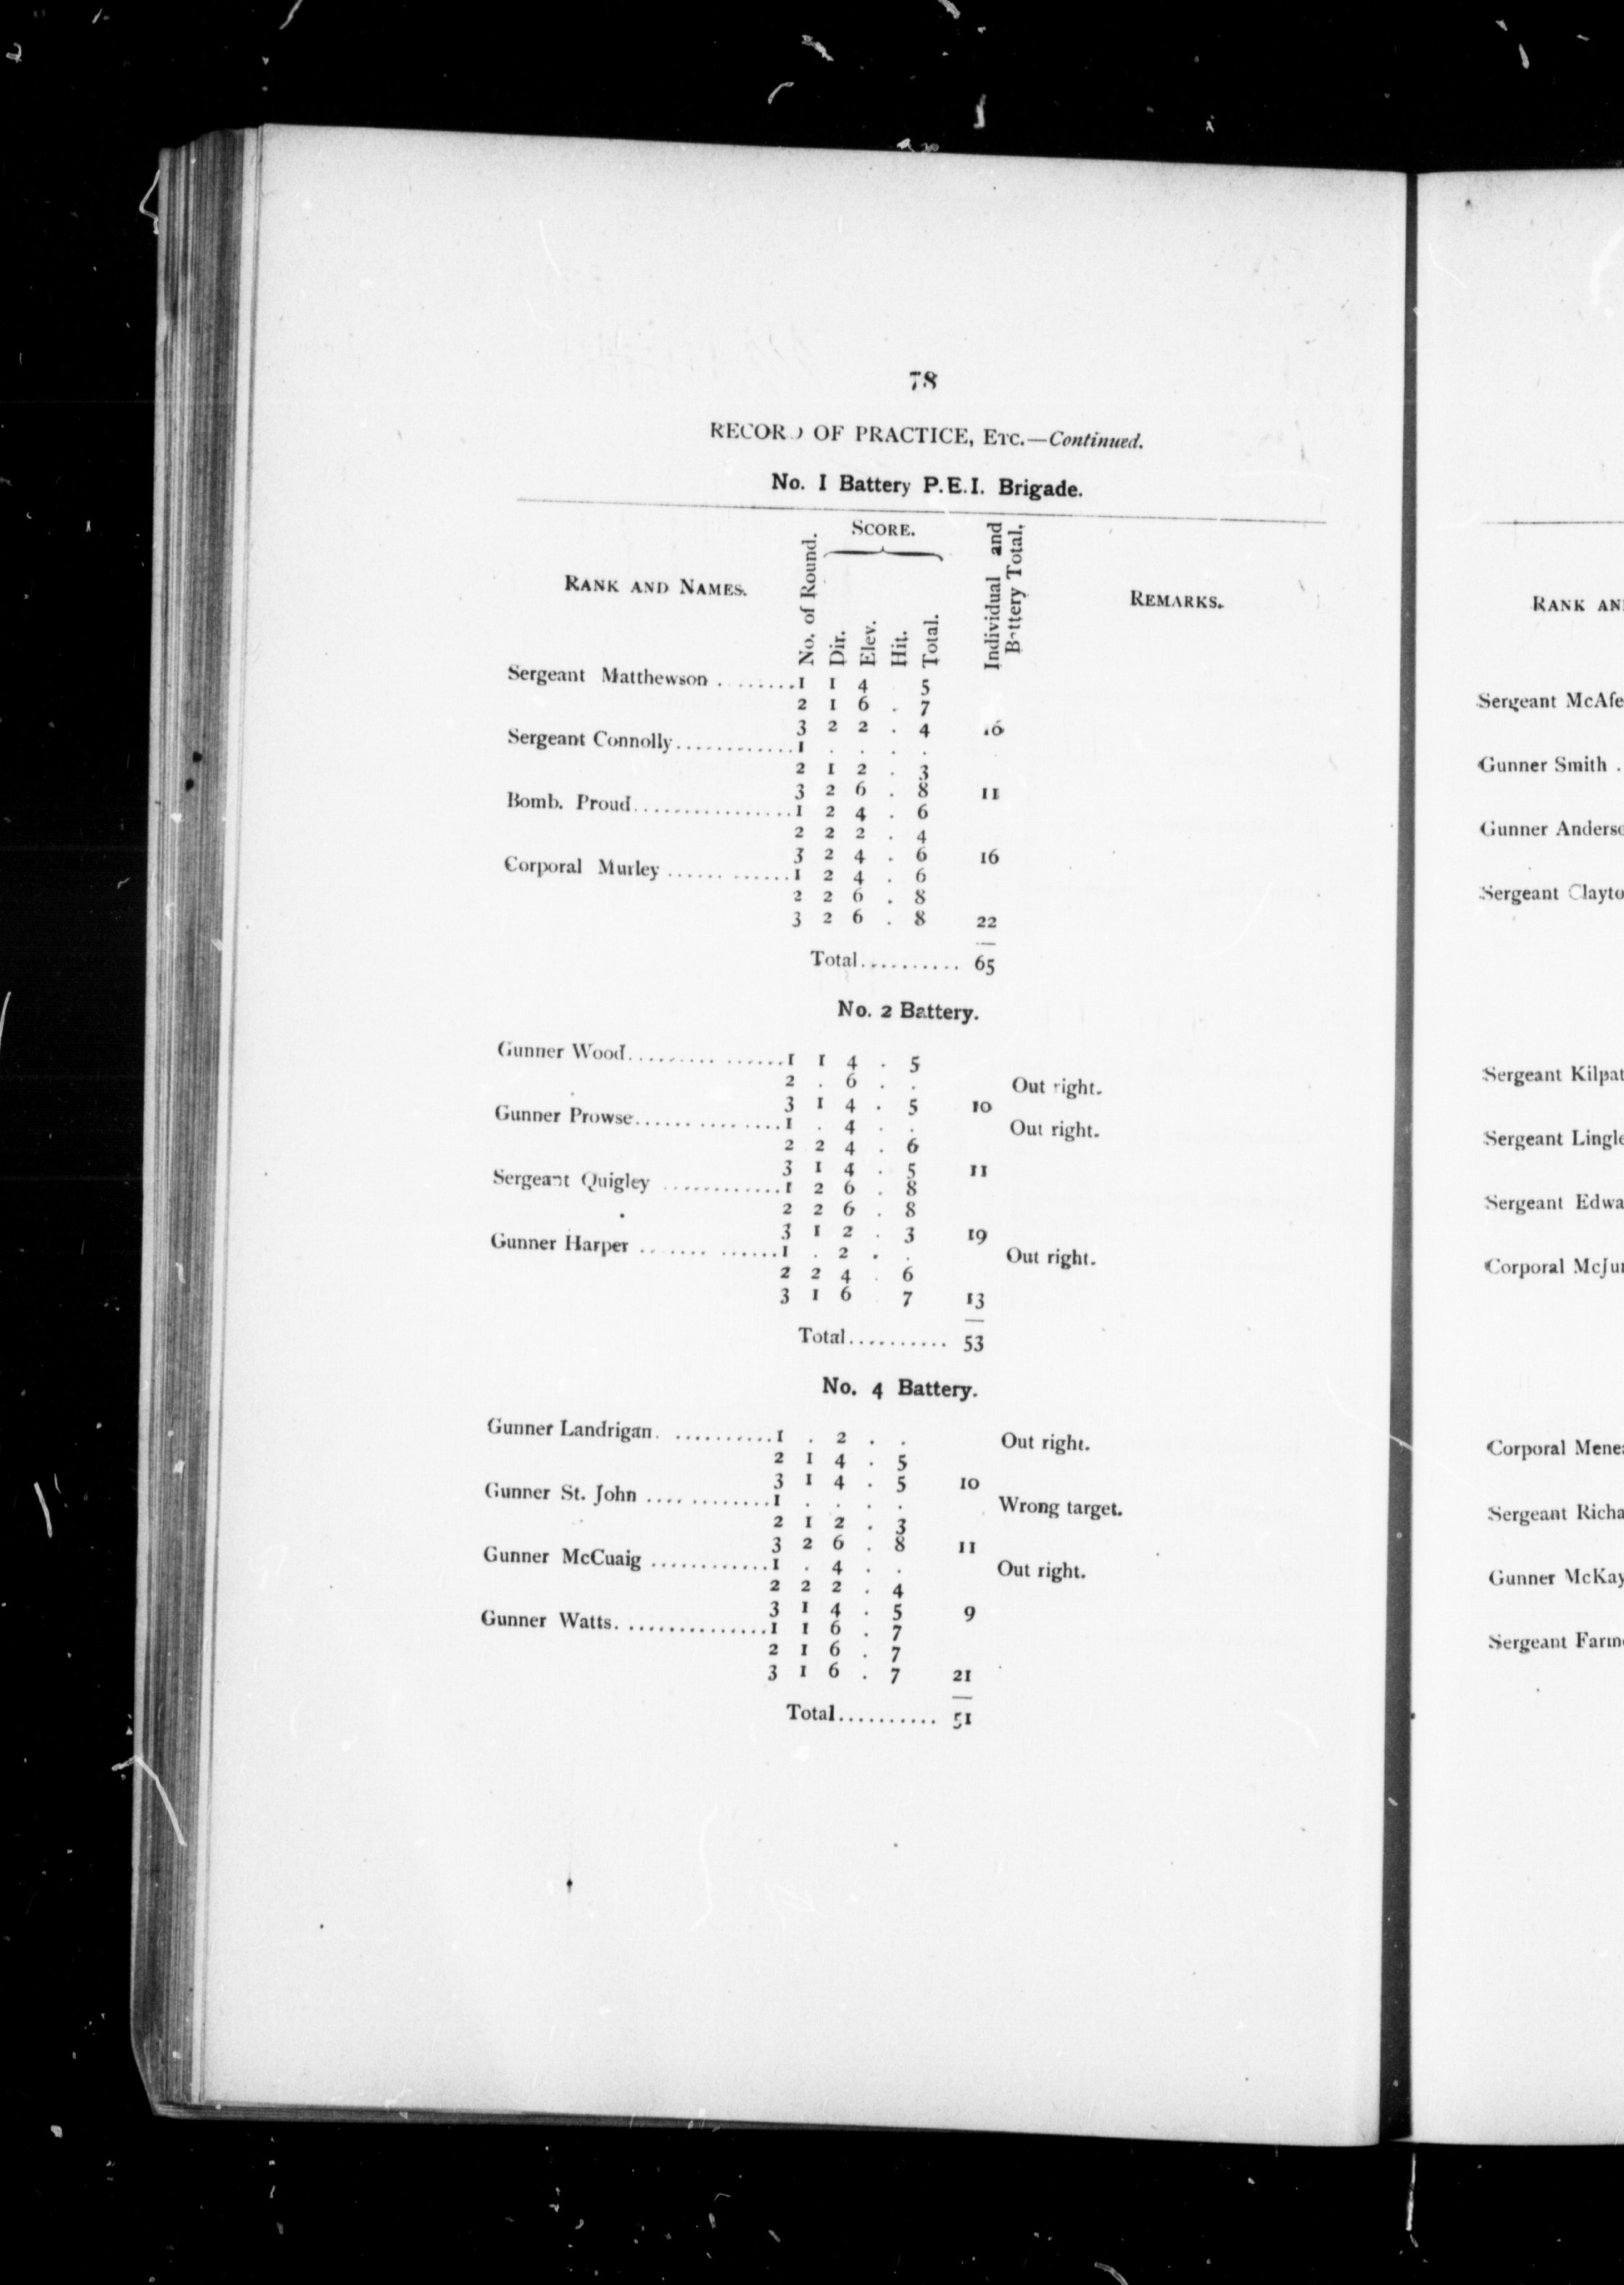 78
RECORD OF PRACTICE, ETC.—Continued.
No. 1 Battery P.E.I. Brigade.
RANK AND NAMES. No. of Round. SCORE. Dir. Elev. Hit. Total. Individual and Battery Total. REMARKS.
Sergeant Matthewson . ........1 1 4 5
2 1 6 . 7
3 2 2 . 4 16
Sergeant Connolly............1 . . . .
2 1 2 . 3
3 2 6 . 8 11
Bomb. Proud................1 2 4 . 6
2 2 2 . 4
3 2 4 . 6 16
Corporal Murley ...... ......1 2 4 . 6
2 2 6 . 8
3 2 6 . 8 22
Total.......... 65
No. 2 Battery.
Gunner Wood......... ......1 1 4 . 5
2 . 6 . . Out right.
3 1 4 . 5 10
Gunner Prowse...............1 . 4 . . Out right.
2 2 4 . 6
3 1 4 . 5 11
Sergeant Quigley ............1 2 6 . 8
2 2 6 . 8
3 1 2 . 3 19
Gunner Harper ....... ......1 . 2 . . Out right.
2 2 4 . 6
3 1 6 7 13
Total.......... 53
No. 4 Battery.
Gunner Landrigan. ..........1 . 2 . . Out right.
2 1 4 . 5
3 1 4 . 5 10
Gunner St. John .... ........1 . . . . Wrong target.
2 1 2 . 3
3 2 6 . 8 11
Gunner McCuaig ............1 . 4 . . Out right.
2 2 2 . 4
3 1 4 . 5 9
Gunner Watts. ..............1 1 6 . 7
2 1 6 . 7
3 1 6 . 7 21
Total.......... 51
RANK AN
Sergeant McAfe
Gunner Smith .
Gunner Anderso
Sergeant Clayto
Sergeant Kilpat
Sergeant Lingle
Sergeant Edwa
Corporal McJu
Corporal Mene
Sergeant Richa
Gunner McKay
Sergeant Farm